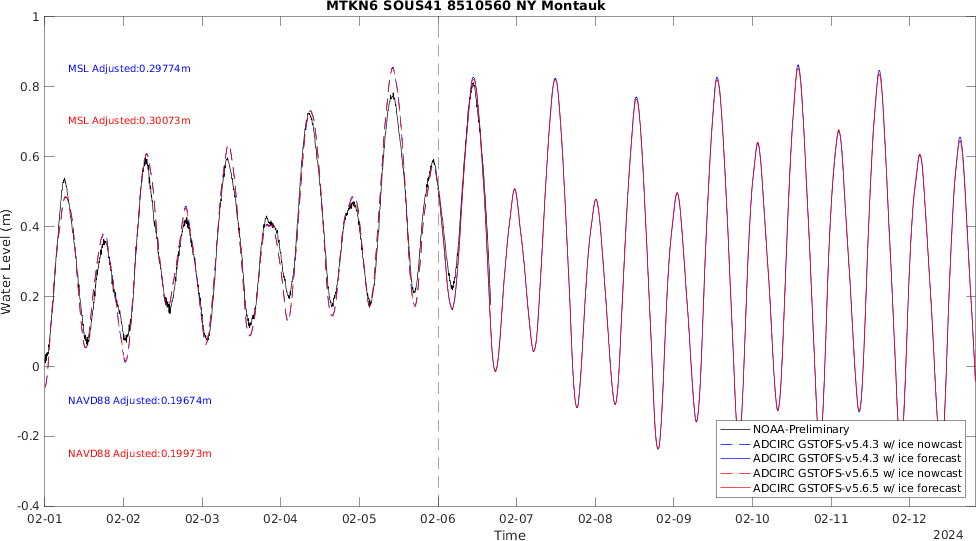 MTKN6 SOUS41 8510560 NY Montauk
1
0.8
0.6
0.4
0.2
0
-0.2
-0.4
Water Level (m)
MSL Adjusted:0.29774m
MSL Adjusted:0.30073m
NAVD88 Adjusted:0.19674m
NAVD88 Adjusted:0.19973m
NOAA-Preliminary
ADCIRC GSTOFS-v5.4.3 w/ ice nowcast
ADCIRC GSTOFS-v5.4.3 w/ ice forecast
ADCIRC GSTOFS-v5.6.5 w/ ice nowcast
ADCIRC GSTOFS-v5.6.5 w/ ice forecast
02-01 02-02 02-03 02-04 02-05 02-06 02-07 02-08 02-09 02-10 02-11 02-12
Time
2024